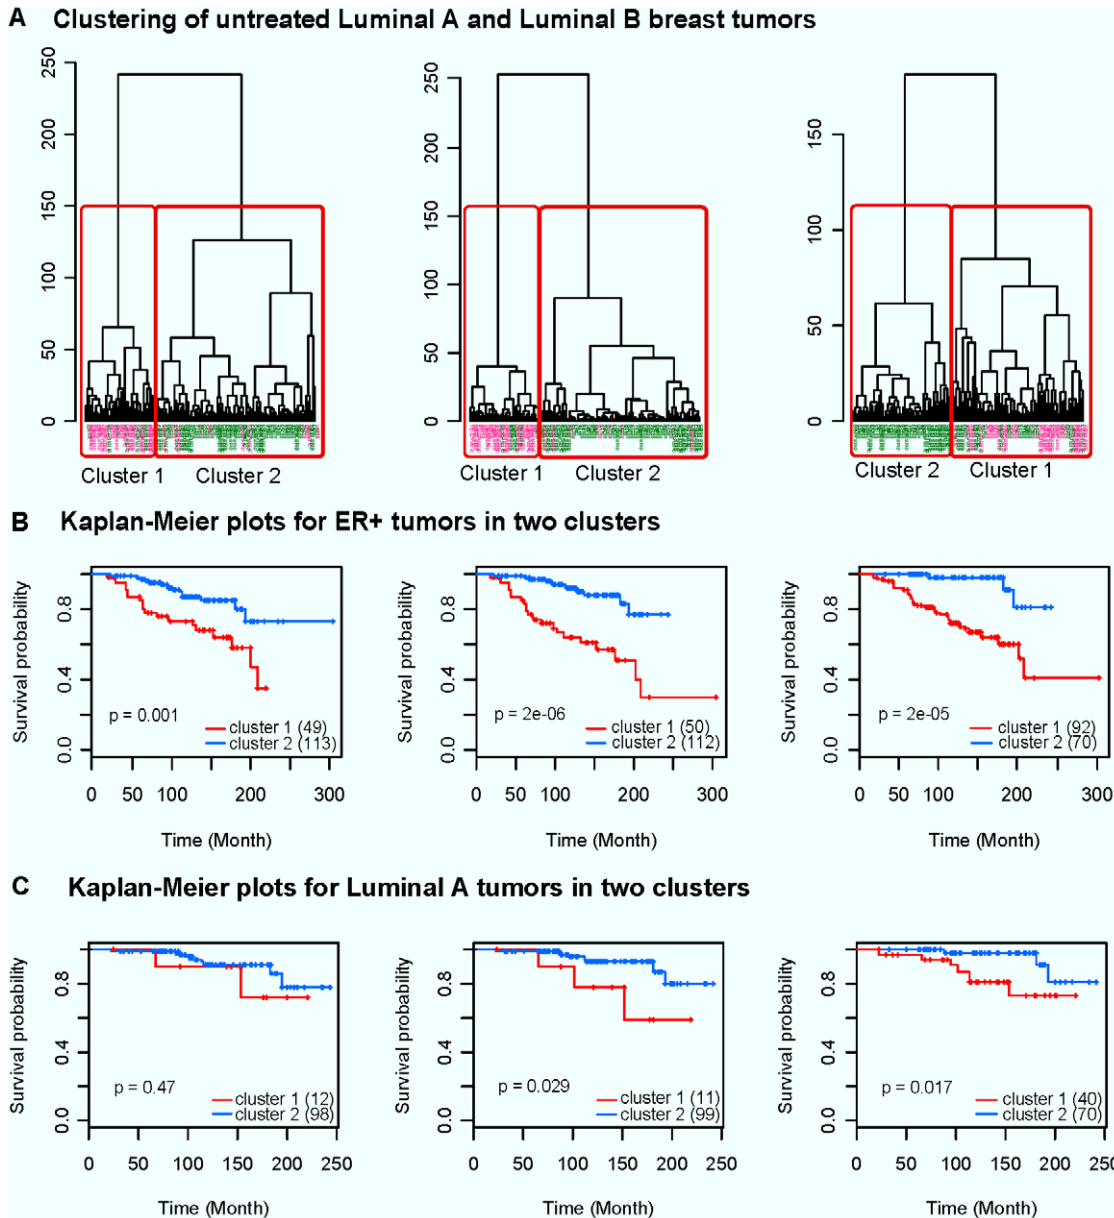 A Clustering of untreated Luminal A and Luminal B breast tumors
250
200
150
100
50
0
Cluster 1 Cluster 2
250
200
150
100
50
0
Cluster 1 Cluster 2
150
100
50
0
Cluster 2 Cluster 1
B Kaplan-Meier plots for ER+ tumors in two clusters
Survival probability
0.8
0.4
0.0
p = 0.001
cluster 1 (49)
cluster 2 (113)
0 50 100 200 300
Time (Month)
Survival probability
0.8
0.4
0.0
p = 2e-06
cluster 1 (50)
cluster 2 (112)
0 50 100 200 300
Time (Month)
Survival probability
0.8
0.4
0.0
p = 2e-05
cluster 1 (92)
cluster 2 (70)
0 50 100 200 300
Time (Month)
C Kaplan-Meier plots for Luminal A tumors in two clusters
Survival probability
0.8
0.4
0.0
p = 0.47
cluster 1 (12)
cluster 2 (98)
0 50 100 150 200 250
Time (Month)
Survival probability
0.8
0.4
0.0
p = 0.029
cluster 1 (11)
cluster 2 (99)
0 50 100 150 200 250
Time (Month)
Survival probability
0.8
0.4
0.0
p = 0.017
cluster 1 (40)
cluster 2 (70)
0 50 100 150 200
Time (Month)